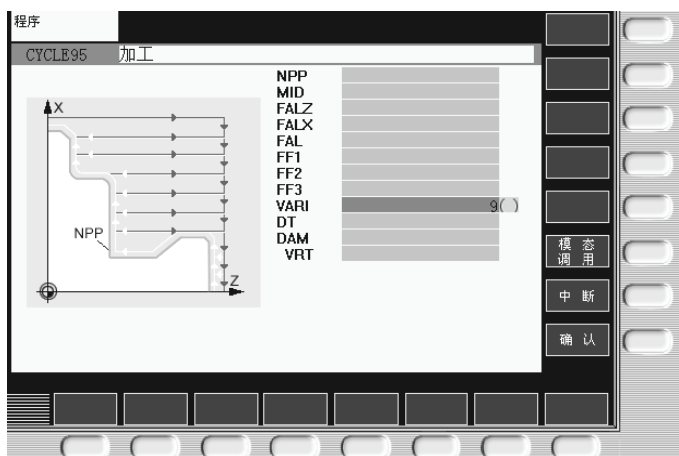 程序
CYCLE95 加工
NPP
MID
FALZ
FALX
FAL
FF1
FF2
FF3
VARI 9( )
DT
DAM
VRT
X
NPP
Z
模态
调用
中断
确认